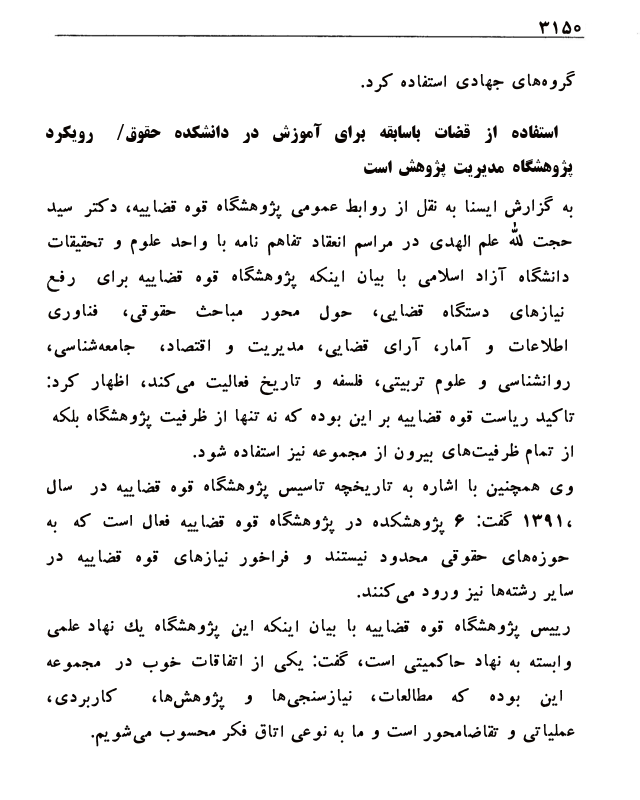 ۳۱۵۰
گروه‌های جهادی استفاده کرد.
استفاده از قضات باسابقه برای آموزش در دانشکده حقوق/ رویکرد
پژوهشگاه مدیریت پژوهش است
به گزارش ایسنا به نقل از روابط عمومی پژوهشگاه قوه قضاییه، دکتر سید
حجت لله علم الهدی در مراسم انعقاد تفاهم نامه با واحد علوم و تحقیقات
دانشگاه آزاد اسلامی با بیان اینکه پژوهشگاه قوه قضاییه برای رفع
نیازهای دستگاه قضایی، حول محور مباحث حقوقی، فناوری
اطلاعات و آمار، آرای قضایی، مدیریت و اقتصاد، جامعه‌شناسی،
روانشناسی و علوم تربیتی، فلسفه و تاریخ فعالیت می‌کند، اظهار کرد:
تاکید ریاست قوه قضاییه بر این بوده که نه تنها از ظرفیت پژوهشگاه بلکه
از تمام ظرفیت‌های بیرون از مجموعه نیز استفاده شود.
وی همچنین با اشاره به تاریخچه تاسیس پژوهشگاه قوه قضاییه در سال
۱۳۹۱، گفت: ۶ پژوهشکده در پژوهشگاه قوه قضاییه فعال است که به
حوزه‌های حقوقی محدود نیستند و فراخور نیازهای قوه قضاییه در
سایر رشته‌ها نیز ورود می‌کنند.
رییس پژوهشگاه قوه قضاییه با بیان اینکه این پژوهشگاه یك نهاد علمی
وابسته به نهاد حاکمیتی است، گفت: یکی از اتفاقات خوب در مجموعه
این بوده که مطالعات، نیازسنجی‌ها و پژوهش‌ها، کاربردی،
عملیاتی و تقاضامحور است و ما به نوعی اتاق فکر محسوب می‌شویم.